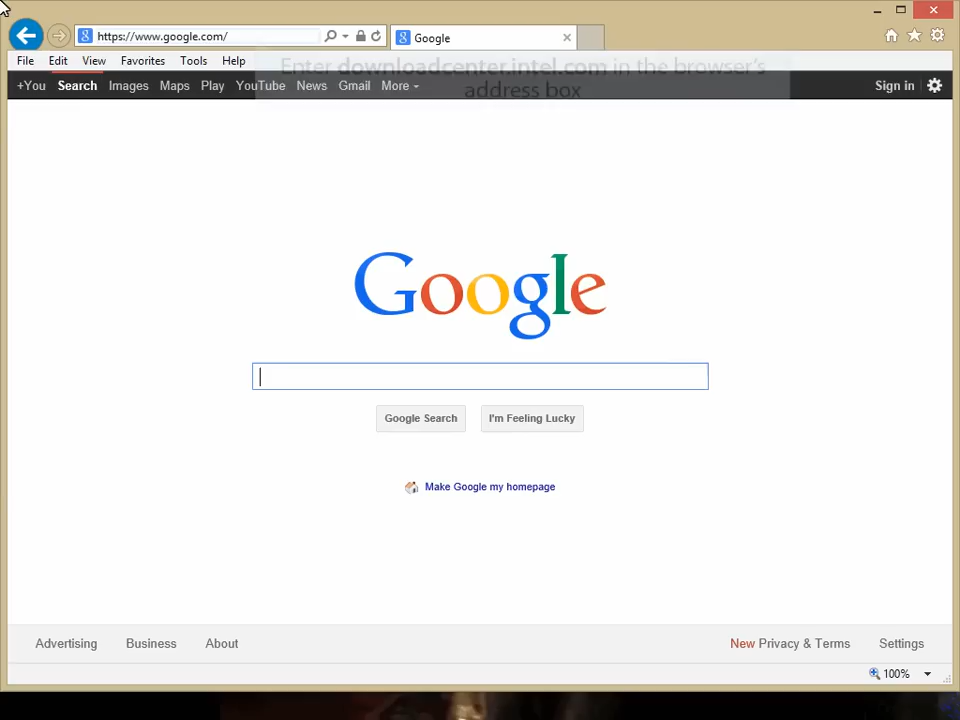 https://www.google.com/
Google
File Edit View Favorites Tools Help
Enter downloadcenter.intel.com in the browser's
address box
+You Search Images Maps Play YouTube News Gmail More Sign in
Google
Google Search I'm Feeling Lucky
Make Google my homepage
Advertising Business About New Privacy & Terms Settings
100%